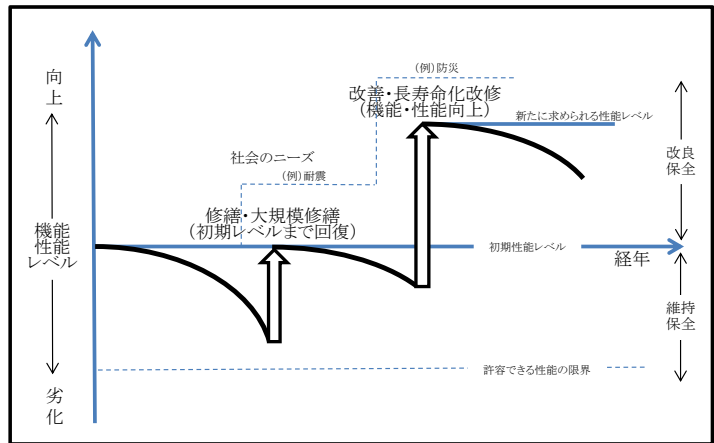 (例)防災
向上
改善・長寿命化改修
(機能・性能向上)
新たに求められる性能レベル
社会のニーズ
(例)耐震
改良
保全
修繕・大規模修繕
(初期レベルまで回復)
機能
性能
レベル
初期性能レベル
経年
維持
保全
許容できる性能の限界
劣化